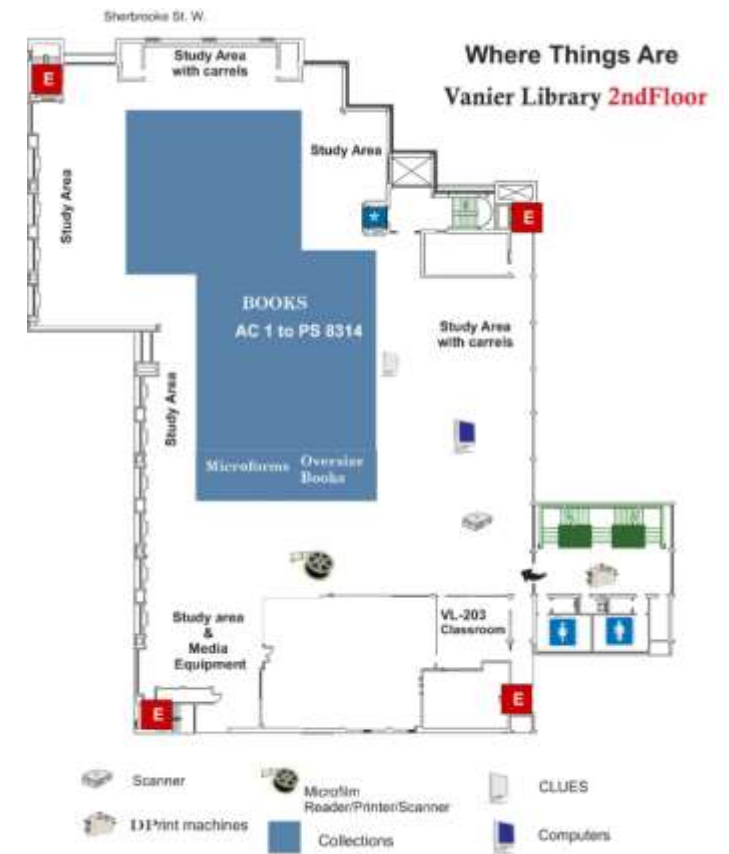 Sherbrooke St. W.
Where Things Are
Vanier Library 2ndFloor
Study Area
with carrels
E
Study Area
Study Area
E
BOOKS
AC 1 to PS 8314
Study Area
with carrels
Study Area
Microforms
Oversize
Books
VL-203
Classroom
Study area
&
Media
Equipment
E
E
Scanner
Microfilm
Reader/Printer/Scanner
CLUES
DPrint machines
Collections
Computers